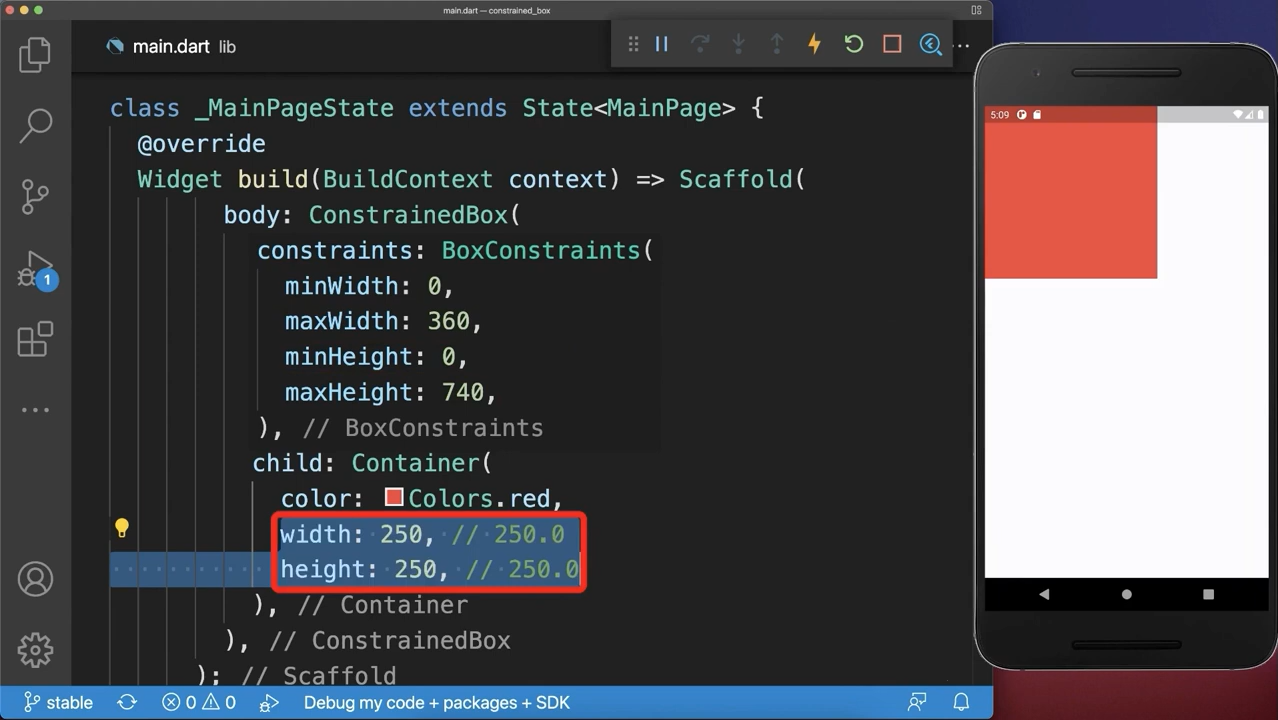 main.dart — constrained_box
main.dart lib
class _MainPageState extends State<MainPage> {
@override
Widget build(BuildContext context) => Scaffold(
body: ConstrainedBox(
constraints: BoxConstraints(
minWidth: 0,
maxWidth: 360,
minHeight: 0,
maxHeight: 740,
), // BoxConstraints
child: Container(
color: Colors.red,
width: 250, // 250.0
height: 250, // 250.0
), // Container
), // ConstrainedBox
); // Scaffold
1
stable 0 0 Debug my code + packages + SDK
5:09